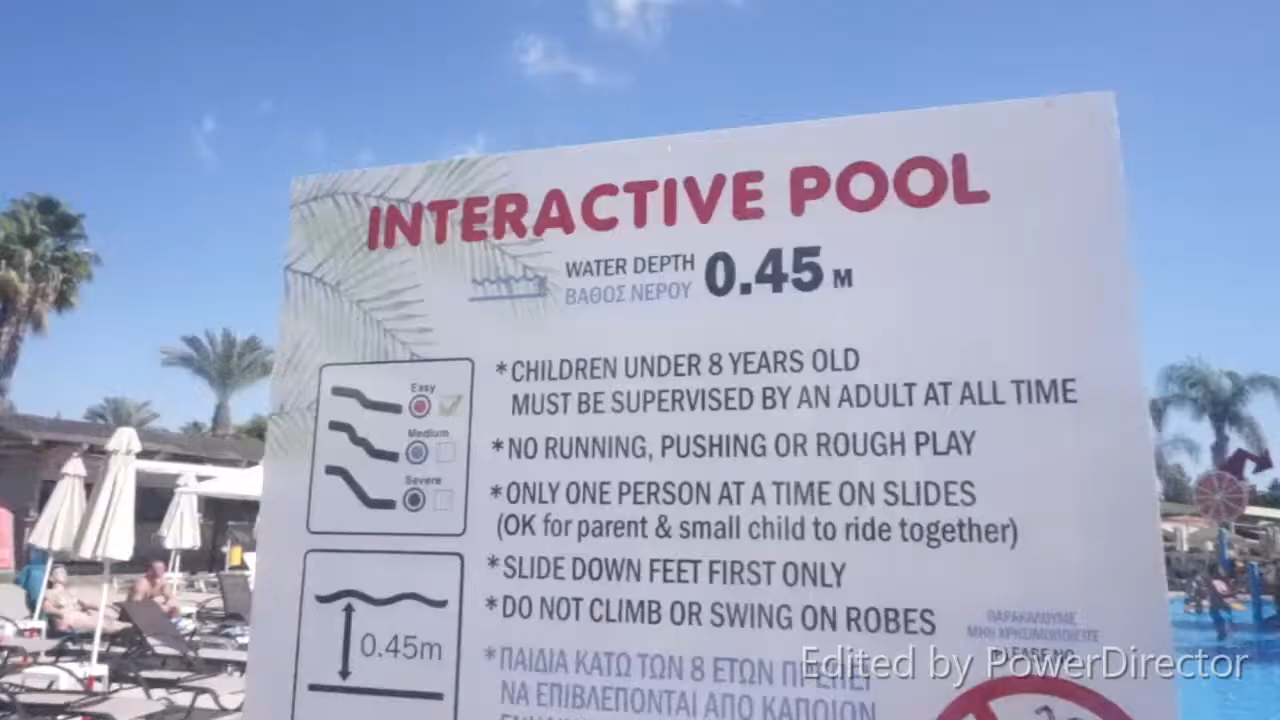 INTERACTIVE POOL
WATER DEPTH
ΒΑΘΟΣ ΝΕΡΟΥ
0.45 M
Easy
Medium
Severe
*CHILDREN UNDER 8 YEARS OLD
MUST BE SUPERVISED BY AN ADULT AT ALL TIME
*NO RUNNING, PUSHING OR ROUGH PLAY
*ONLY ONE PERSON AT A TIME ON SLIDES
(OK for parent & small child to ride together)
*SLIDE DOWN FEET FIRST ONLY
*DO NOT CLIMB OR SWING ON ROBES
0.45m
*ΠΑΙΔΙΑ ΚΑΤΩ ΤΩΝ 8 ΕΤΩΝ ΠΡΕΠΕΙ
ΝΑ ΕΠΙΒΛΕΠΟΝΤΑΙ ΑΠΟ ΚΑΠΟΙΟΝ
ΠΑΡΑΚΑΛΟΥΜΕ
ΜΗΝ ΧΡΗΣΙΜΟΠΟΙΕΙΤΕ
PLEASE NO
Edited by PowerDirector